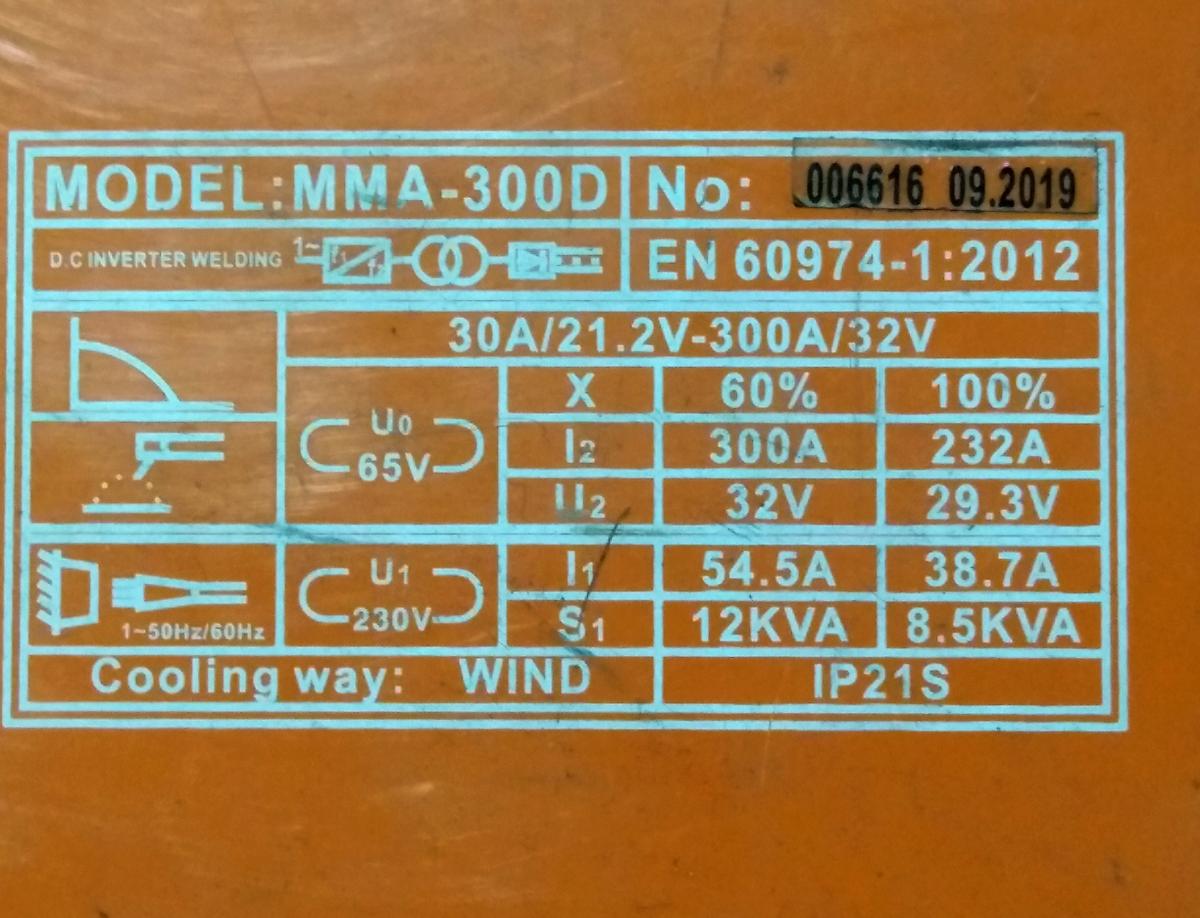 MODEL:MMA-300D No: 006616 09.2019
D.C INVERTER WELDING 1~ f1 f2 EN 60974-1:2012
30A/21.2V-300A/32V
X 60% 100%
U0 65V
I2 300A 232A
U2 32V 29.3V
U1 230V
I1 54.5A 38.7A
1~50Hz/60Hz
S1 12KVA 8.5KVA
Cooling way: WIND IP21S